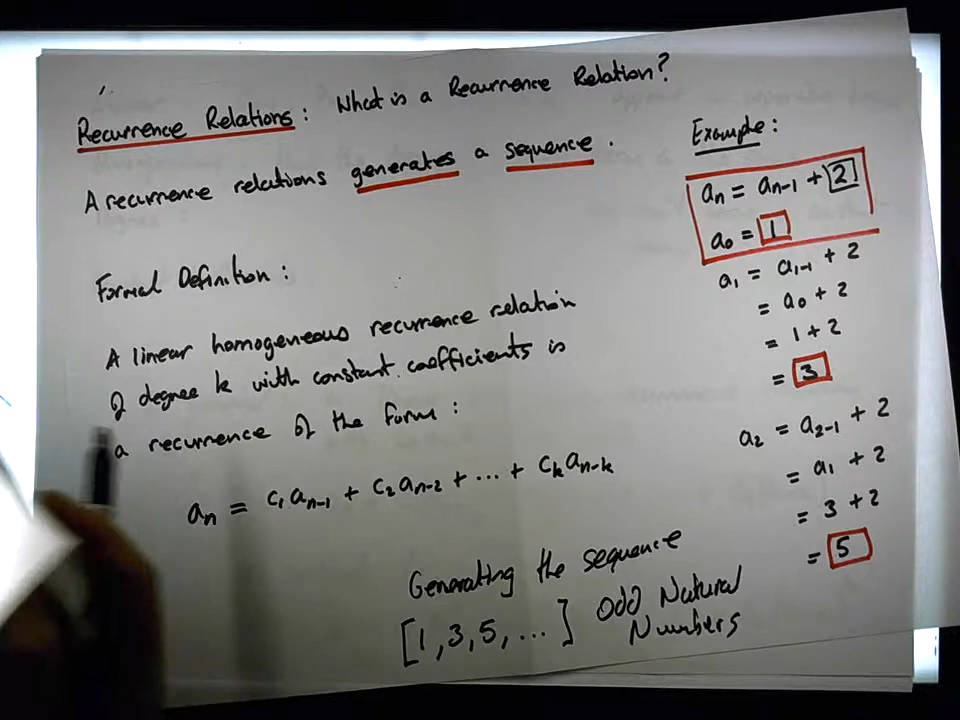 Recurrence Relations: What is a Recurrence Relation?
A recurrence relations generates a sequence.
Formal Definition:
A linear homogeneous recurrence relation
of degree k with constant coefficients is
a recurrence of the form:
aₙ = c₁aₙ₋₁ + c₂aₙ₋₂ + ... + cₖaₙ₋ₖ
Example:
aₙ = aₙ₋₁ + 2
a₀ = 1
a₁ = a₁₋₁ + 2
= a₀ + 2
= 1 + 2
= 3
a₂ = a₂₋₁ + 2
= a₁ + 2
= 3 + 2
= 5
Generating the sequence
[1, 3, 5, ...] Odd Natural
Numbers